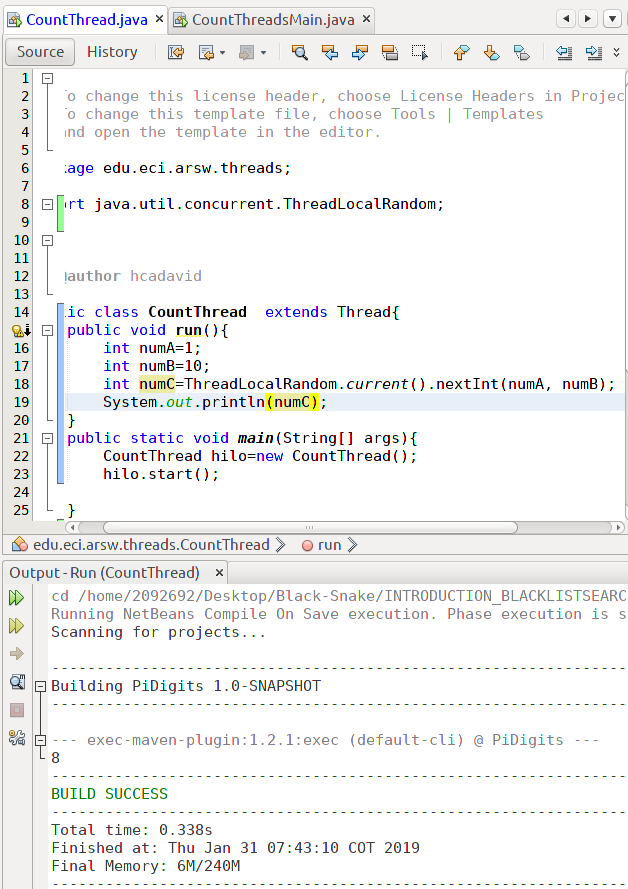 CountThread.java × CountThreadsMain.java ×
Source History
1
2 To change this license header, choose License Headers in Projec
3 To change this template file, choose Tools | Templates
4 and open the template in the editor.
5
6 kage edu.eci.arsw.threads;
7
8 ort java.util.concurrent.ThreadLocalRandom;
9
10
11
12 @author hcadavid
13
14 lic class CountThread  extends Thread{
public void run(){
16 int numA=1;
17 int numB=10;
18 int numC=ThreadLocalRandom.current().nextInt(numA, numB);
19 System.out.println(numC);
20 }
21 public static void main(String[] args){
22 CountThread hilo=new CountThread();
23 hilo.start();
24
25 }
edu.eci.arsw.threads.CountThread run
Output - Run (CountThread) ×
cd /home/2092692/Desktop/Black-Snake/INTRODUCTION_BLACKLISTSEARC
Running NetBeans Compile On Save execution. Phase execution is s
Scanning for projects...
------------------------------------------------------------------------
Building PiDigits 1.0-SNAPSHOT
------------------------------------------------------------------------
--- exec-maven-plugin:1.2.1:exec (default-cli) @ PiDigits ---
8
------------------------------------------------------------------------
BUILD SUCCESS
------------------------------------------------------------------------
Total time: 0.338s
Finished at: Thu Jan 31 07:43:10 COT 2019
Final Memory: 6M/240M
------------------------------------------------------------------------